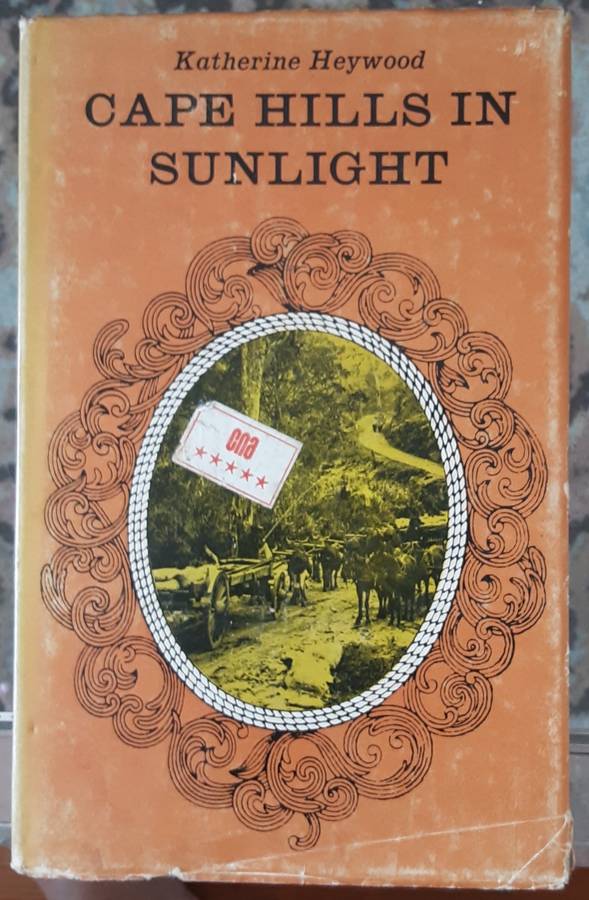 Katherine Heywood
CAPE HILLS IN
SUNLIGHT
cna